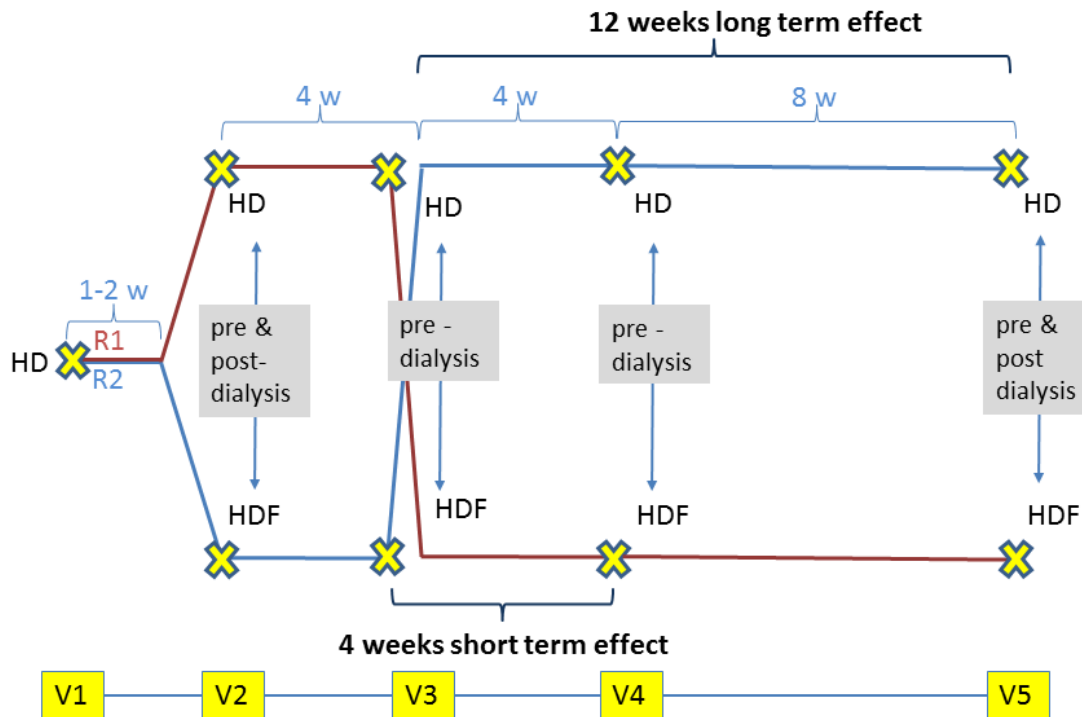 12 weeks long term effect
4 w
4 w
8 w
HD
HD
HD
HD
1-2 w
R1
HD
R2
pre &
post-
dialysis
pre -
dialysis
pre -
dialysis
pre &
post
dialysis
HDF
HDF
HDF
HDF
4 weeks short term effect
V1
V2
V3
V4
V5